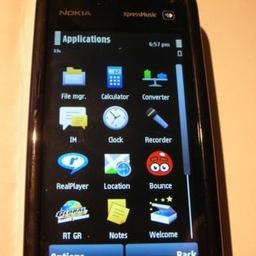 NOKIA XpressMusic
Applications
6:57 pm
File mgr. Calculator Converter
IM Clock Recorder
RealPlayer Location Bounce
RT GR Notes Welcome
Options Back